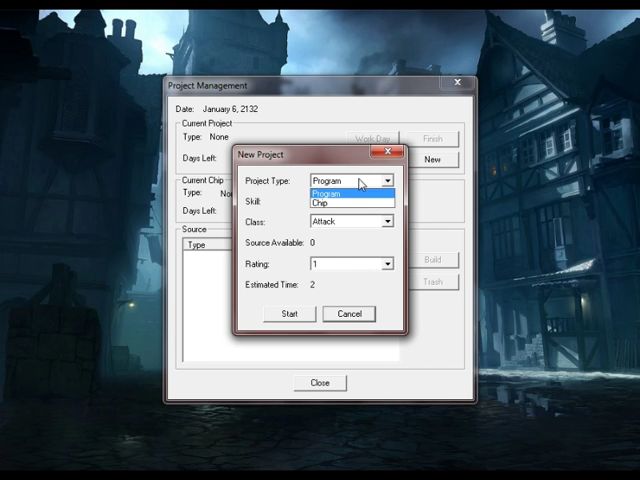 Project Management
Date: January 6, 2132
Current Project
Type: None
Work Day
Finish
Days Left:
New
Current Chip
Type:
Days Left:
Source
Type
Build
Trash
Close
New Project
Project Type: Program
Program
Chip
Skill:
Class: Attack
Source Available: 0
Rating: 1
Estimated Time: 2
Start
Cancel